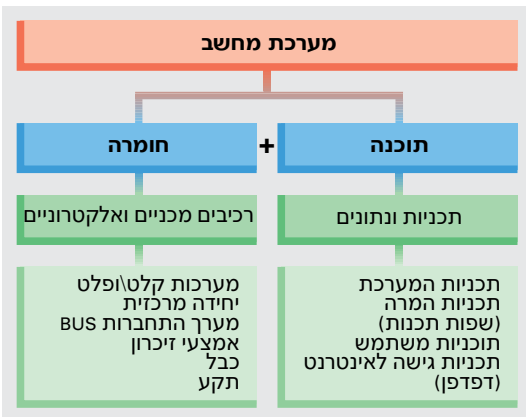 מערכת מחשב
תוכנה
+
חומרה
תכניות ונתונים
רכיבים מכניים ואלקטרוניים
תכניות המערכת
תכניות המרה
(שפות תכנות)
תוכניות משתמש
תכניות גישה לאינטרנט
(דפדפן)
מערכות קלט\ופלט
יחידה מרכזית
מערך התחברות BUS
אמצעי זיכרון
כבל
תקע